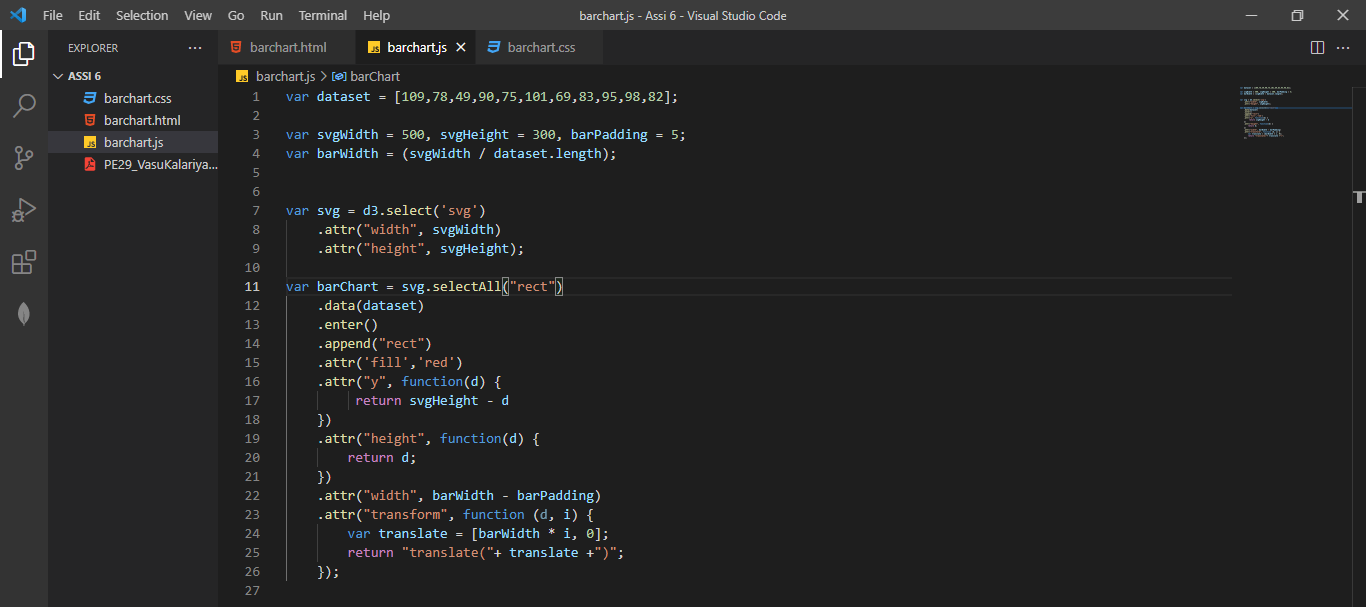 File Edit Selection View Go Run Terminal Help barchart.js - Assi 6 - Visual Studio Code
EXPLORER
ASSI 6
barchart.css
barchart.html
barchart.js
PE29_VasuKalariya...
barchart.html barchart.js barchart.css
barchart.js > barChart
1 var dataset = [109,78,49,90,75,101,69,83,95,98,82];
2
3 var svgWidth = 500, svgHeight = 300, barPadding = 5;
4 var barWidth = (svgWidth / dataset.length);
5
6
7 var svg = d3.select('svg')
8     .attr("width", svgWidth)
9     .attr("height", svgHeight);
10
11 var barChart = svg.selectAll("rect")
12     .data(dataset)
13     .enter()
14     .append("rect")
15     .attr('fill','red')
16     .attr("y", function(d) {
17          return svgHeight - d
18     })
19     .attr("height", function(d) {
20         return d;
21     })
22     .attr("width", barWidth - barPadding)
23     .attr("transform", function (d, i) {
24         var translate = [barWidth * i, 0];
25         return "translate("+ translate +")";
26     });
27